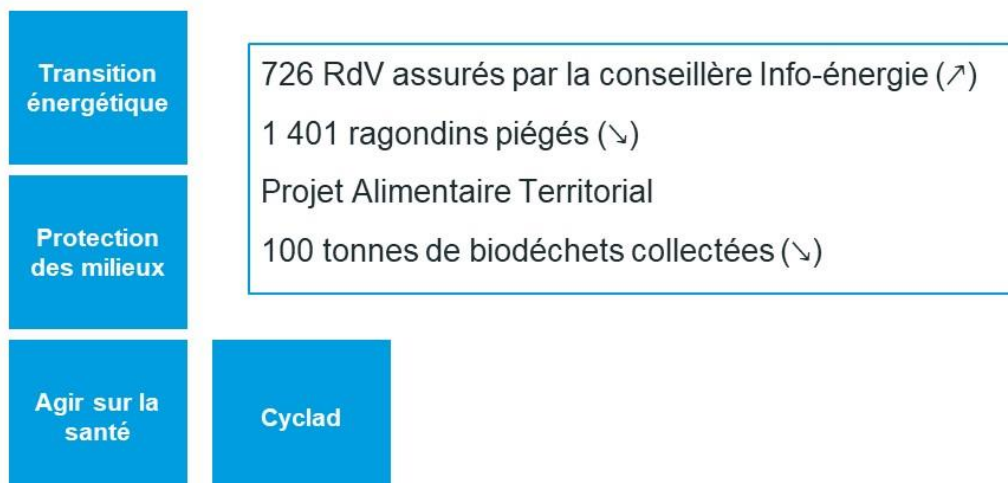 Transition
énergétique
726 RdV assurés par la conseillère Info-énergie (↗)
1 401 ragondins piégés (↘)
Projet Alimentaire Territorial
100 tonnes de biodéchets collectées (↘)
Protection
des milieux
Agir sur la
santé
Cyclad